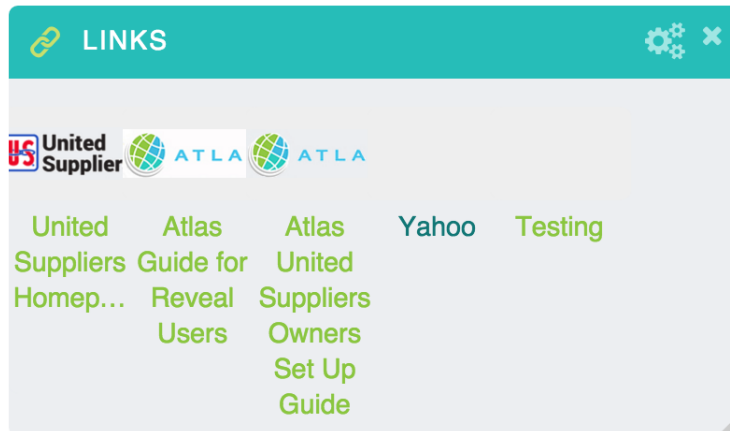 LINKS
US United
Supplier
ATLA
ATLA
United
Suppliers
Homep...
Atlas
Guide for
Reveal
Users
Atlas
United
Suppliers
Owners
Set Up
Guide
Yahoo
Testing